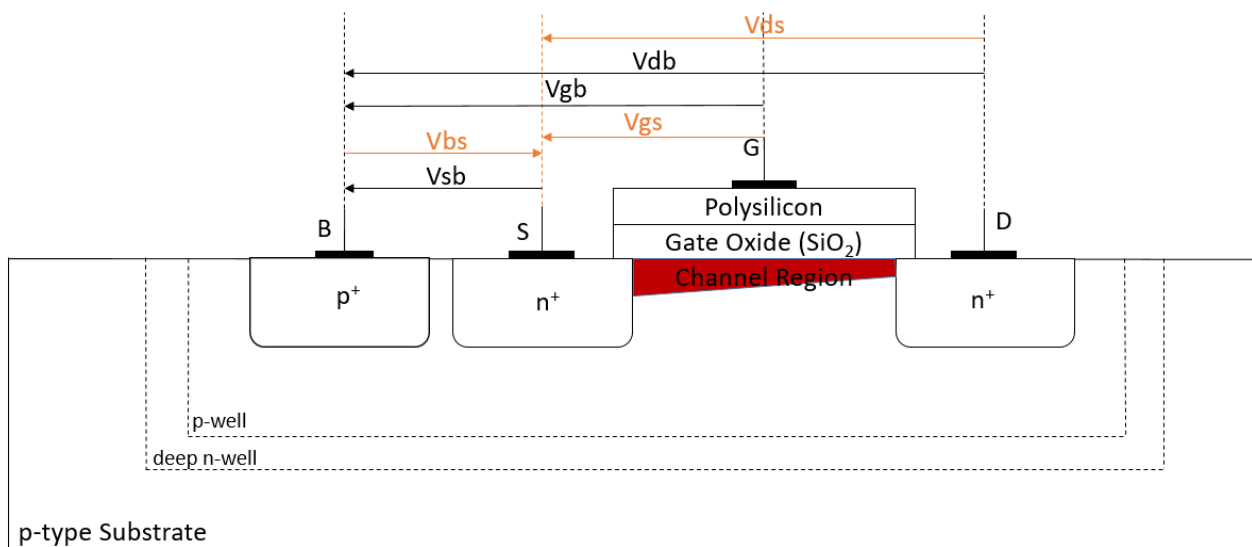 Vds
Vdb
Vgb
Vgs
Vbs
G
Vsb
Polysilicon
B
S
D
Gate Oxide (SiO₂)
Channel Region
p⁺
n⁺
n⁺
p-well
deep n-well
p-type Substrate